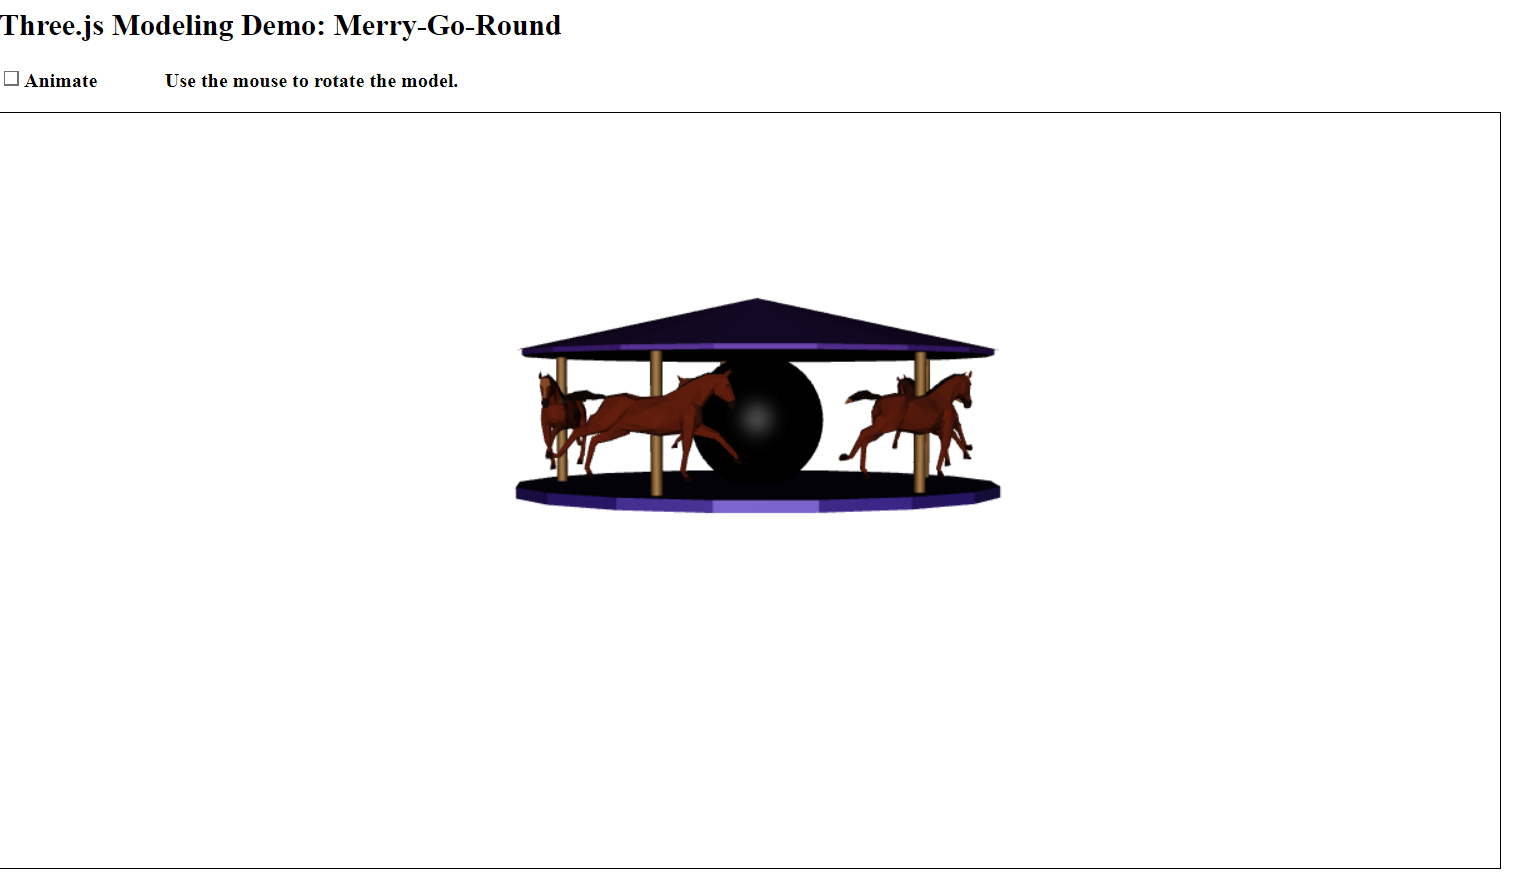 Three.js Modeling Demo: Merry-Go-Round
Animate Use the mouse to rotate the model.